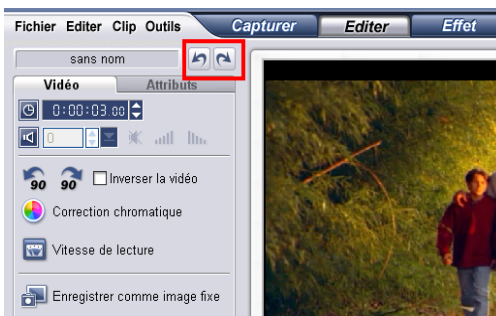 Fichier Editer Clip Outils Capturer Editer Effet
sans nom
Vidéo Attributs
0:00:03.00
0
90 90 Inverser la vidéo
Correction chromatique
Vitesse de lecture
Enregistrer comme image fixe